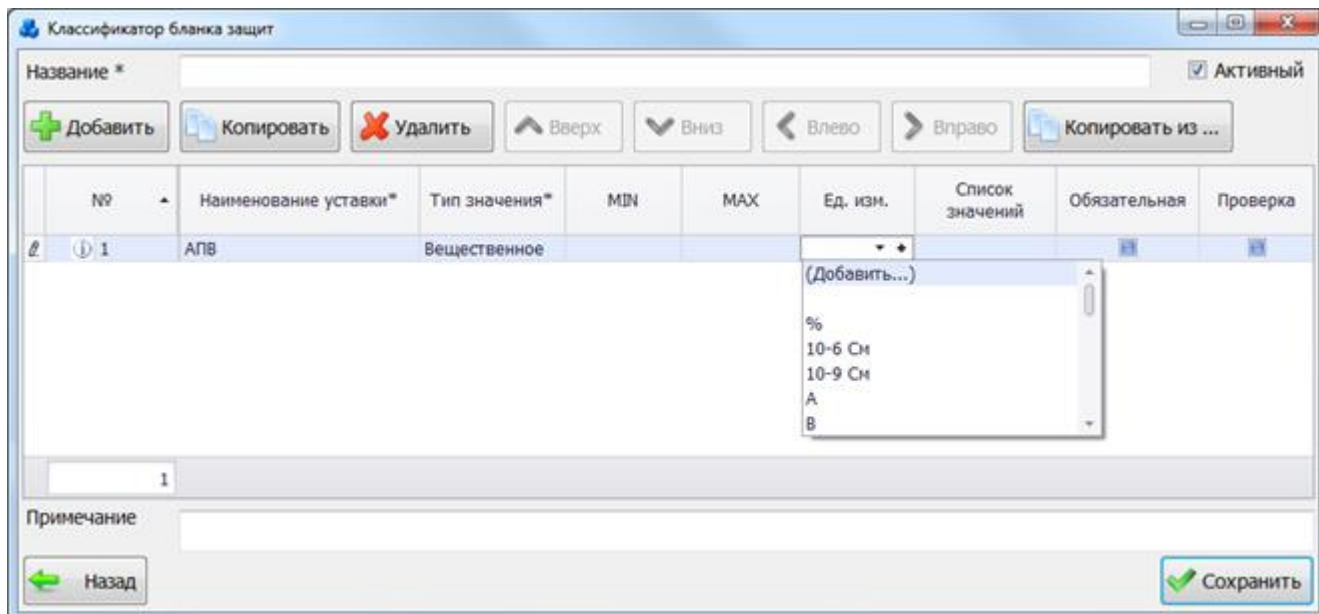 Классификатор бланка защит
Название *
Активный
Добавить Копировать Удалить Вверх Вниз Влево Вправо Копировать из ...
№ Наименование уставки* Тип значения* MIN MAX Ед. изм. Список значений Обязательная Проверка
1 АПВ Вещественное
(Добавить...)
%
10-6 См
10-9 См
А
В
1
Примечание
Назад Сохранить